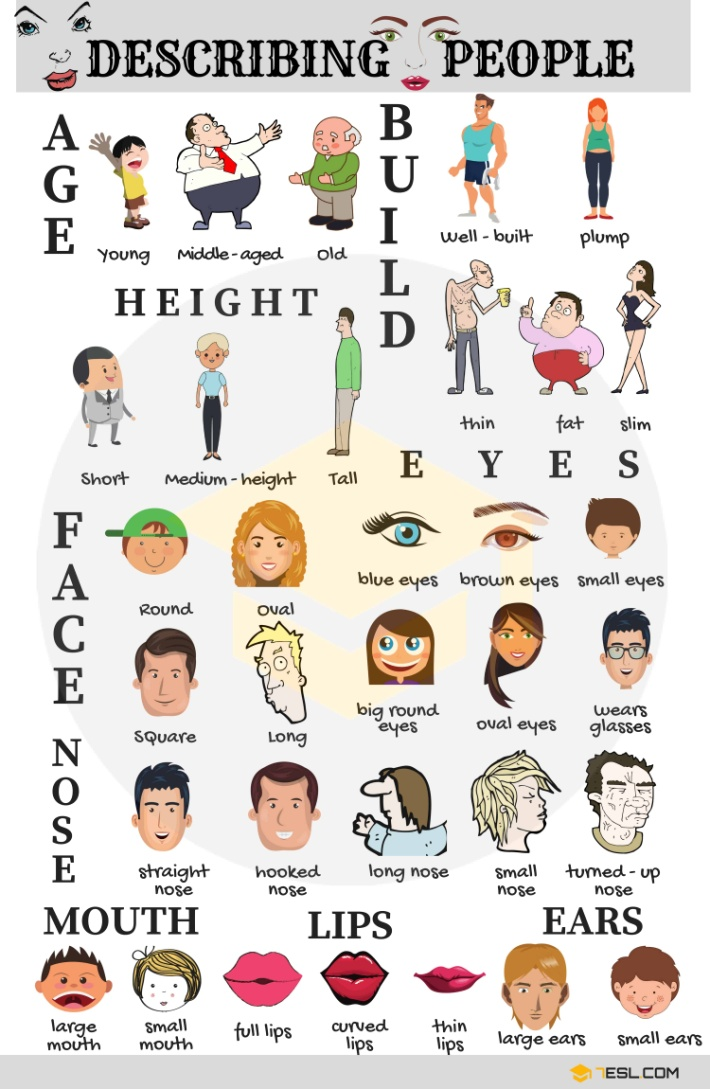 DESCRIBING PEOPLE
AGE
Young
Middle-aged
Old
BUILD
Well - built
plump
thin
fat
slim
HEIGHT
Short
Medium - height
Tall
EYES
blue eyes
brown eyes
small eyes
big round
eyes
oval eyes
wears
glasses
FACE
Round
Oval
Square
Long
NOSE
straight
nose
hooked
nose
long nose
small
nose
turned - up
nose
MOUTH
large
mouth
small
mouth
LIPS
full lips
curved
lips
thin
lips
EARS
large ears
small ears
7ESL.COM